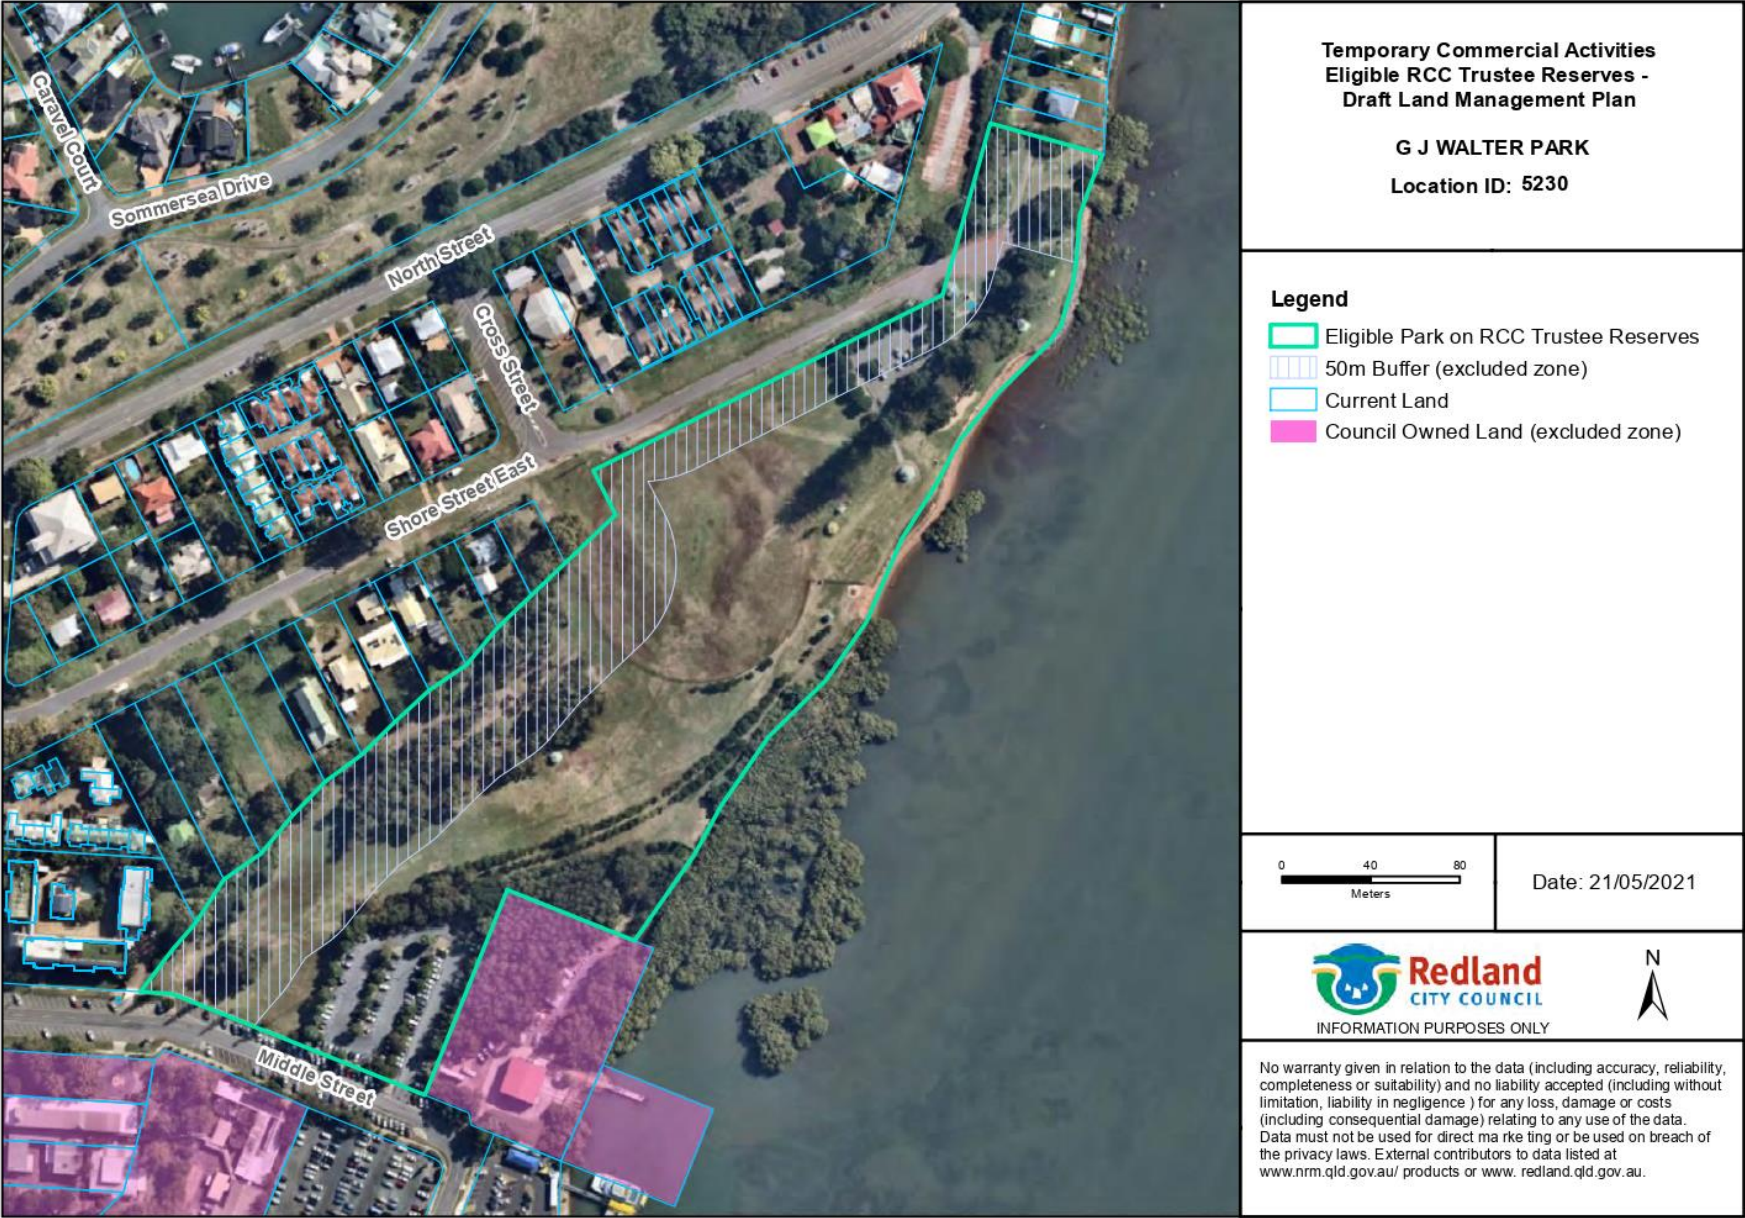 Temporary Commercial Activities
Eligible RCC Trustee Reserves -
Draft Land Management Plan
G J WALTER PARK
Location ID: 5230
Legend
Eligible Park on RCC Trustee Reserves
50m Buffer (excluded zone)
Current Land
Council Owned Land (excluded zone)
Caravel Court
Sommersea Drive
North Street
Cross Street
Shore Street East
Middle Street
0 40 80
Meters
Date: 21/05/2021
Redland
CITY COUNCIL
INFORMATION PURPOSES ONLY
N
No warranty given in relation to the data (including accuracy, reliability,
completeness or suitability) and no liability accepted (including without
limitation, liability in negligence ) for any loss, damage or costs
(including consequential damage) relating to any use of the data.
Data must not be used for direct ma rke ting or be used on breach of
the privacy laws. External contributors to data listed at
www.nrm.qld.gov.au/ products or www. redland.qld.gov.au.